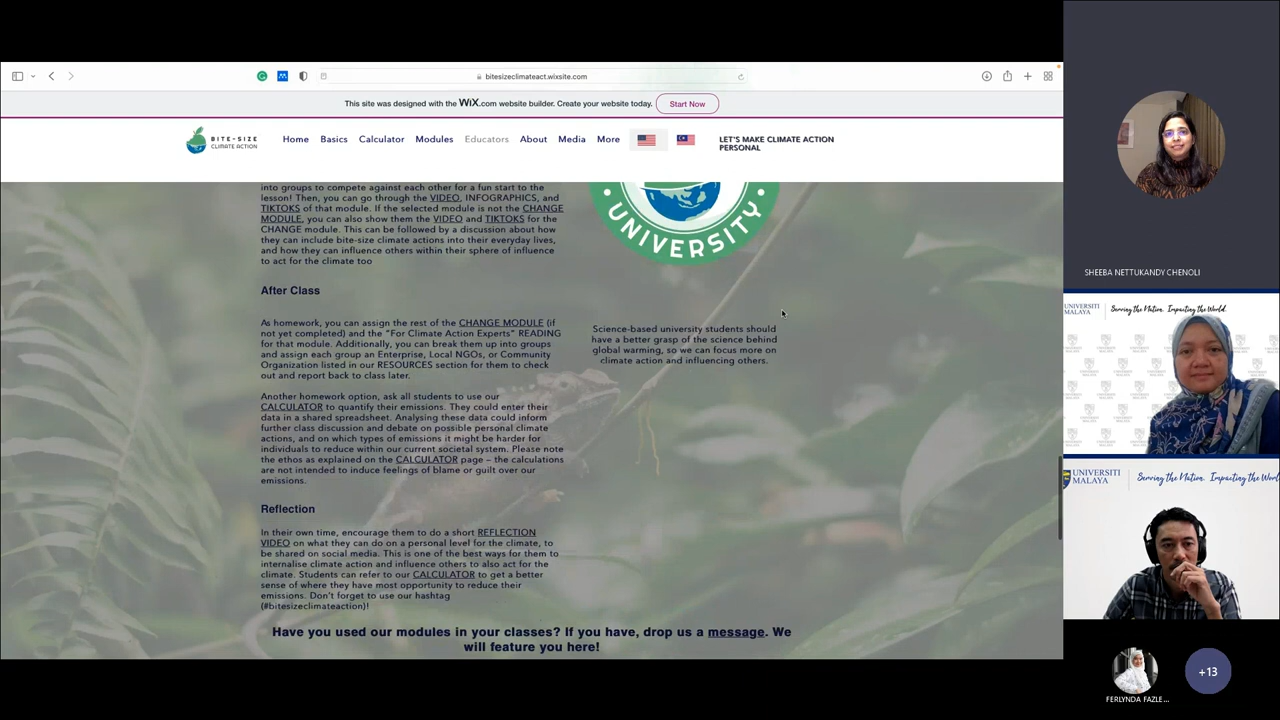 bitesizeclimateact.wixsite.com
This site was designed with the WiX.com website builder. Create your website today.
Start Now
BITE-SIZE
CLIMATE ACTION
Home
Basics
Calculator
Modules
Educators
About
Media
More
LET'S MAKE CLIMATE ACTION
PERSONAL
into groups to compete against each other for a fun start to the
lesson! Then, you can go through the VIDEO, INFOGRAPHICS, and
TIKTOKS of that module. If the selected module is not the CHANGE
MODULE, you can also show them the VIDEO and TIKTOKS for the
CHANGE module. This can be followed by a discussion about how
they can include bite-size climate actions into their everyday lives,
and how they can influence others within their sphere of influence
to act for the climate too
After Class
As homework, you can assign the rest of the CHANGE MODULE (if
not yet completed) and the "For Climate Action Experts" READING
for that module. Additionally, you can break them up into groups
and assign each group an Enterprise, Local NGOs, or Community
Organization listed in our RESOURCES section for them to check
out and report back to class later.
Another homework option, ask all students to use our
CALCULATOR to quantify their emissions. They could enter their
data in a shared spreadsheet. Analysing these data could inform
further class discussion and debate on possible personal climate
actions, and on which types of emissions it might be harder for
individuals to reduce within our current societal system. Please note
the ethos as explained on the CALCULATOR page – the calculations
are not intended to induce feelings of blame or guilt over our
emissions.
Reflection
In their own time, encourage them to do a short REFLECTION
VIDEO on what they can do on a personal level for the climate, to
be shared on social media. This is one of the best ways for them to
internalise climate action and influence others to also act for the
climate. Students can refer to our CALCULATOR to get a better
sense of where they have most opportunity to reduce their
emissions. Don't forget to use our hashtag
(#bitesizeclimateaction)!
UNIVERSITY
Science-based university students should
have a better grasp of the science behind
global warming, so we can focus more on
climate action and influencing others.
Have you used our modules in your classes? If you have, drop us a message. We
will feature you here!
SHEEBA NETTUKANDY CHENOLI
UNIVERSITI
MALAYA
Serving the Nation. Impacting the World.
UNIVERSITI
MALAYA
Serving the Nation. Impacting the World
FERLYNDA FAZLE...
+13